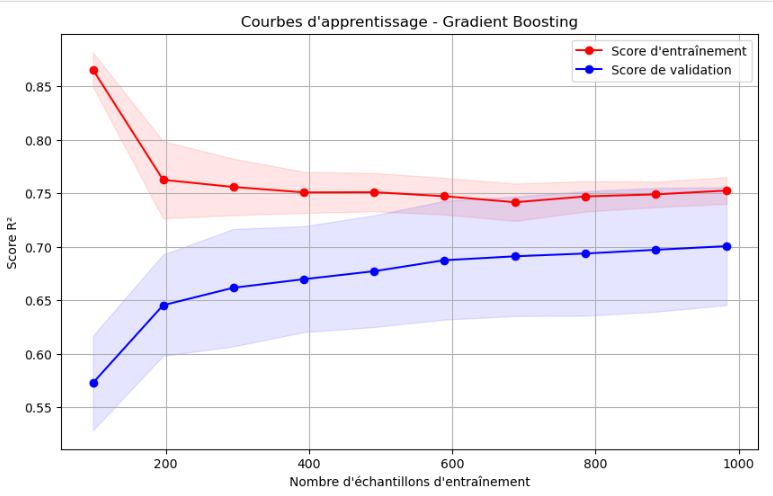 Courbes d'apprentissage - Gradient Boosting
Score d'entraînement
Score de validation
0.85
0.80
0.75
0.70
0.65
0.60
0.55
Score R²
200
400
600
800
1000
Nombre d'échantillons d'entraînement